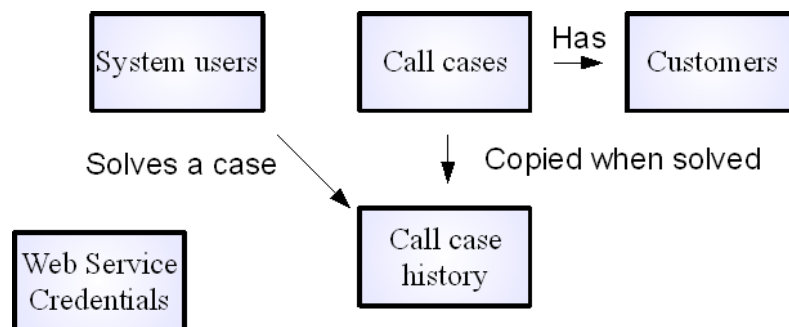 System users
Call cases
Has
Customers
Solves a case
Copied when solved
Call case
history
Web Service
Credentials